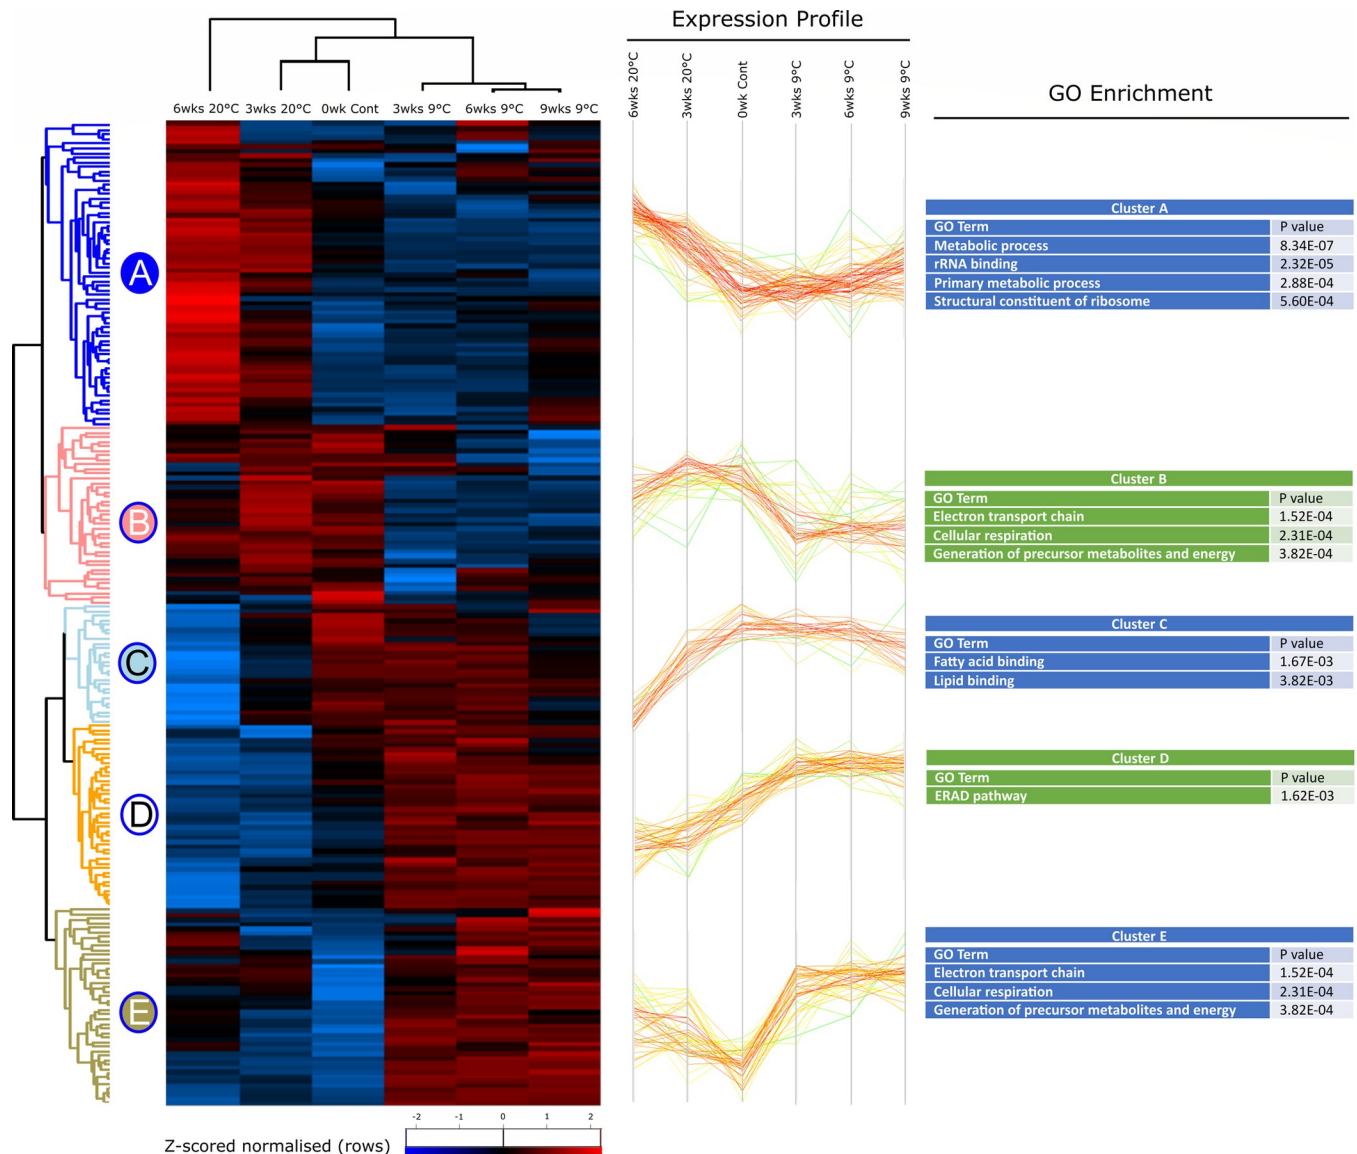 Expression Profile
GO Enrichment
6wks 20°C 3wks 20°C 0wk Cont 3wks 9°C 6wks 9°C 9wks 9°C
6wks 20°C
3wks 20°C
0wk Cont
3wks 9°C
6wks 9°C
9wks 9°C
A
B
C
D
E
Cluster A
GO Term P value
Metabolic process 8.34E-07
rRNA binding 2.32E-05
Primary metabolic process 2.88E-04
Structural constituent of ribosome 5.60E-04
Cluster B
GO Term P value
Electron transport chain 1.52E-04
Cellular respiration 2.31E-04
Generation of precursor metabolites and energy 3.82E-04
Cluster C
GO Term P value
Fatty acid binding 1.67E-03
Lipid binding 3.82E-03
Cluster D
GO Term P value
ERAD pathway 1.62E-03
Cluster E
GO Term P value
Electron transport chain 1.52E-04
Cellular respiration 2.31E-04
Generation of precursor metabolites and energy 3.82E-04
-2 -1 0 1 2
Z-scored normalised (rows)